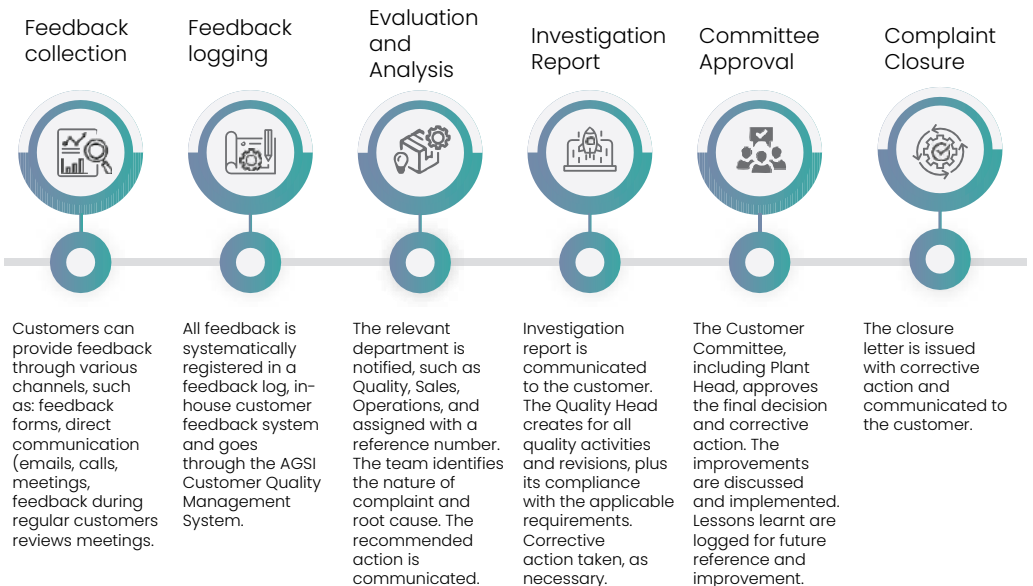 Feedback
collection
Feedback
logging
Evaluation
and
Analysis
Investigation
Report
Committee
Approval
Complaint
Closure
Customers can
provide feedback
through various
channels, such
as: feedback
forms, direct
communication
(emails, calls,
meetings,
feedback during
regular customers
reviews meetings.
All feedback is
systematically
registered in a
feedback log, in-
house customer
feedback system
and goes
through the AGSI
Customer Quality
Management
System.
The relevant
department is
notified, such as
Quality, Sales,
Operations, and
assigned with a
reference number.
The team identifies
the nature of
complaint and
root cause. The
recommended
action is
communicated.
Investigation
report is
communicated
to the customer.
The Quality Head
creates for all
quality activities
and revisions, plus
its compliance
with the applicable
requirements.
Corrective
action taken, as
necessary.
The Customer
Committee,
including Plant
Head, approves
the final decision
and corrective
action. The
improvements
are discussed
and implemented.
Lessons learnt are
logged for future
reference and
improvement.
The closure
letter is issued
with corrective
action and
communicated to
the customer.